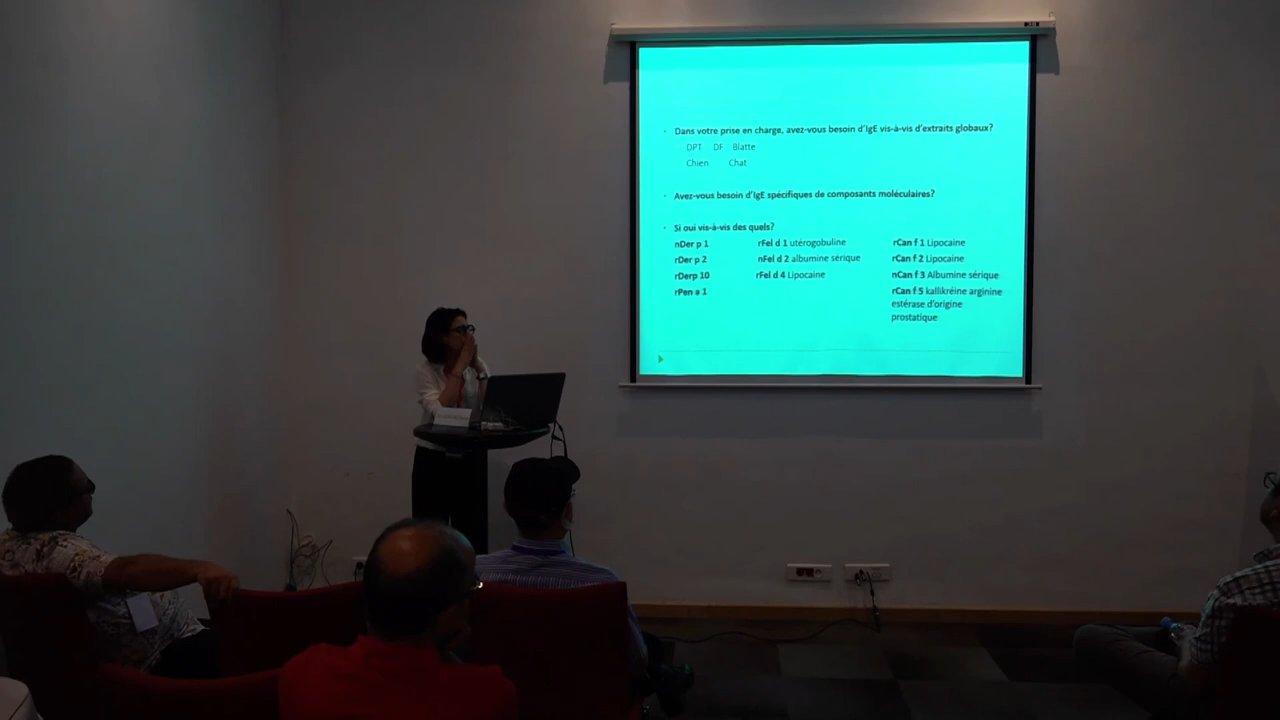 Dans votre prise en charge, avez-vous besoin d'IgE vis-à-vis d'extraits globaux?
DPT DF Blatte
Chien Chat
Avez-vous besoin d'IgE spécifiques de composants moléculaires?
Si oui vis-à-vis des quels?
nDer p 1 rFel d 1 utérogobuline rCan f 1 Lipocaine
rDer p 2 nFel d 2 albumine sérique rCan f 2 Lipocaine
rDerp 10 rFel d 4 Lipocaine nCan f 3 Albumine sérique
rPen a 1 rCan f 5 kallikréine arginine
estérase d'origine
prostatique